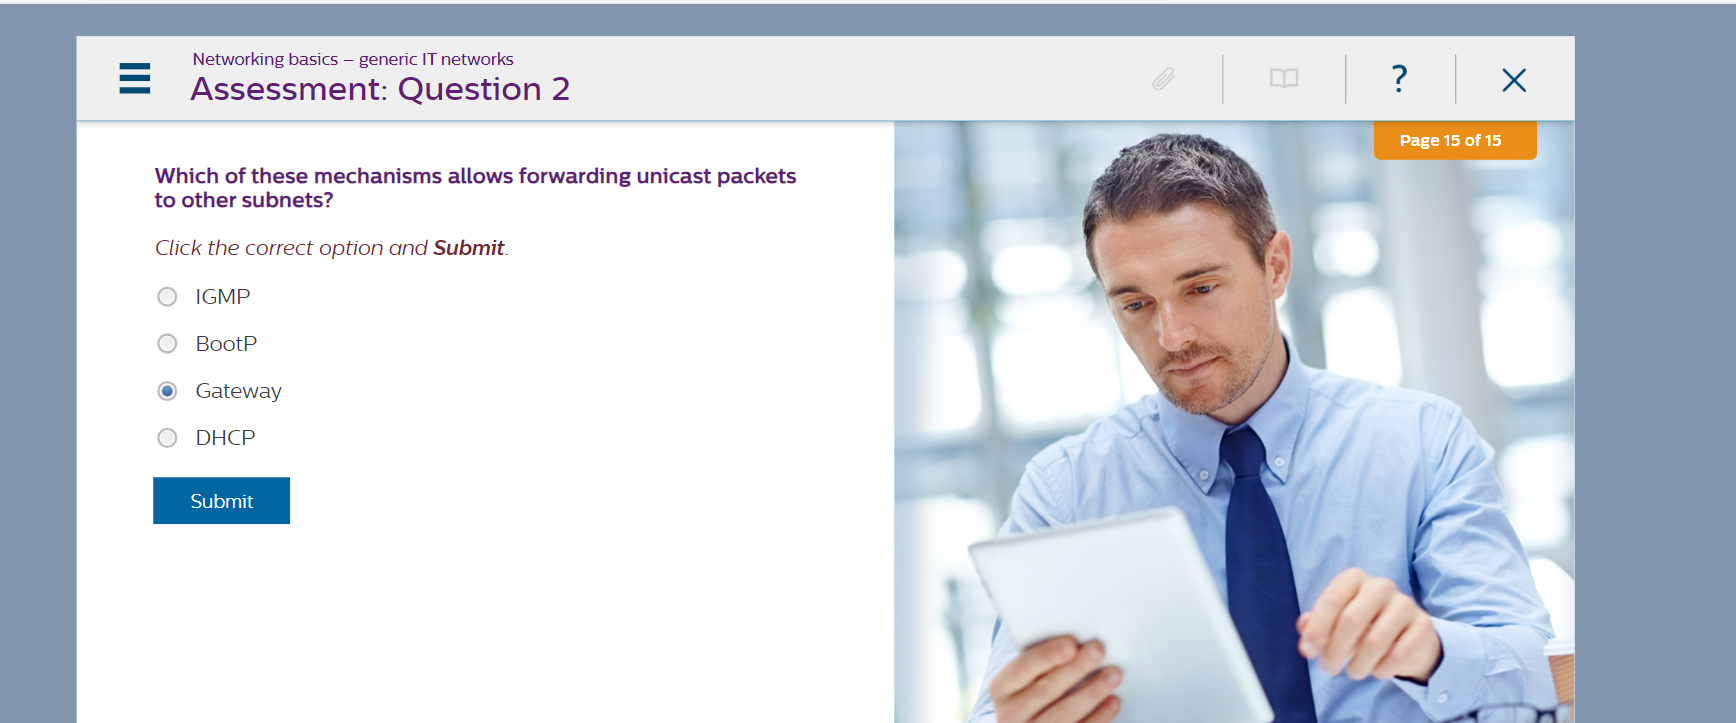 Networking basics – generic IT networks
Assessment: Question 2
?
Page 15 of 15
Which of these mechanisms allows forwarding unicast packets
to other subnets?
Click the correct option and Submit.
IGMP
BootP
Gateway
DHCP
Submit